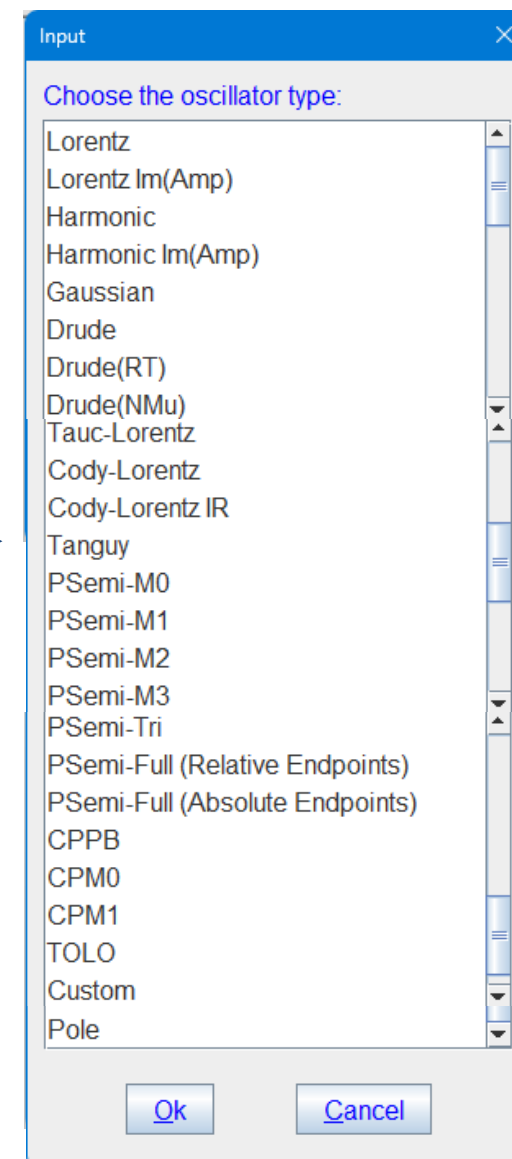 Input
Choose the oscillator type:
Lorentz
Lorentz Im(Amp)
Harmonic
Harmonic Im(Amp)
Gaussian
Drude
Drude(RT)
Drude(NMu)
Tauc-Lorentz
Cody-Lorentz
Cody-Lorentz IR
Tanguy
PSemi-M0
PSemi-M1
PSemi-M2
PSemi-M3
PSemi-Tri
PSemi-Full (Relative Endpoints)
PSemi-Full (Absolute Endpoints)
CPPB
CPM0
CPM1
TOLO
Custom
Pole
Ok Cancel